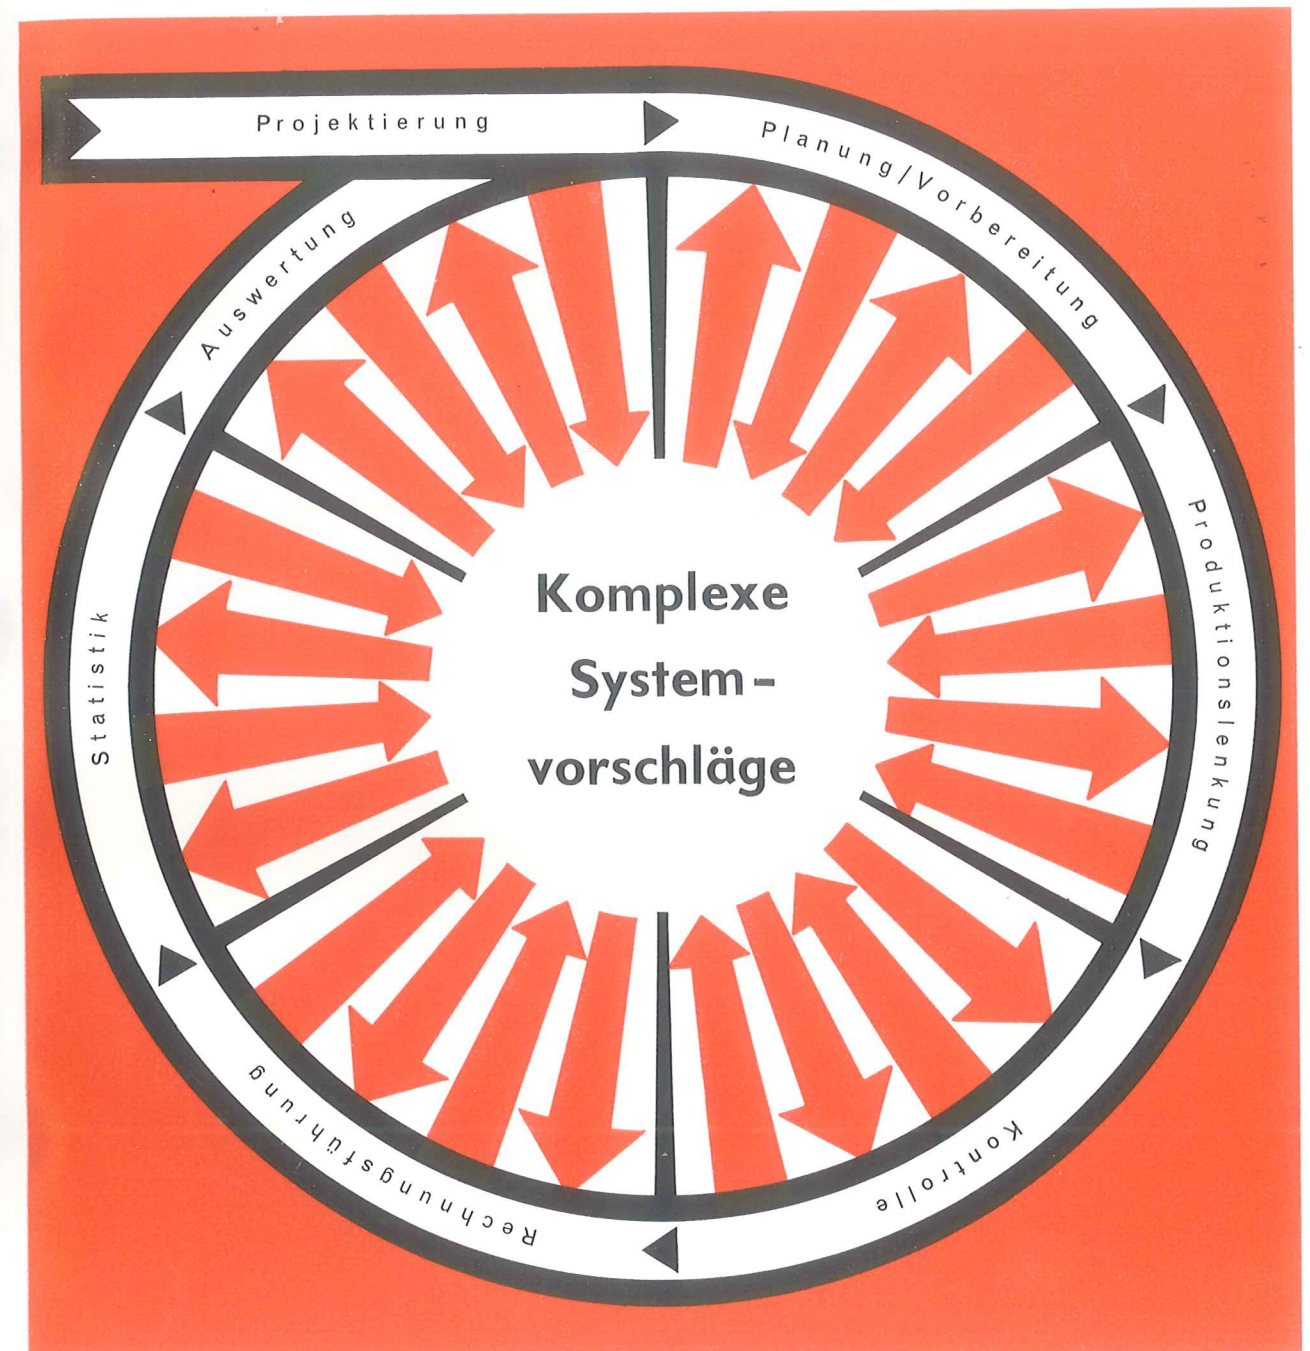 Projektierung
Planung/Vorbereitung
Produktionslenkung
Kontrolle
Rechnungsführung
Statistik
Auswertung
Komplexe
System-
vorschläge